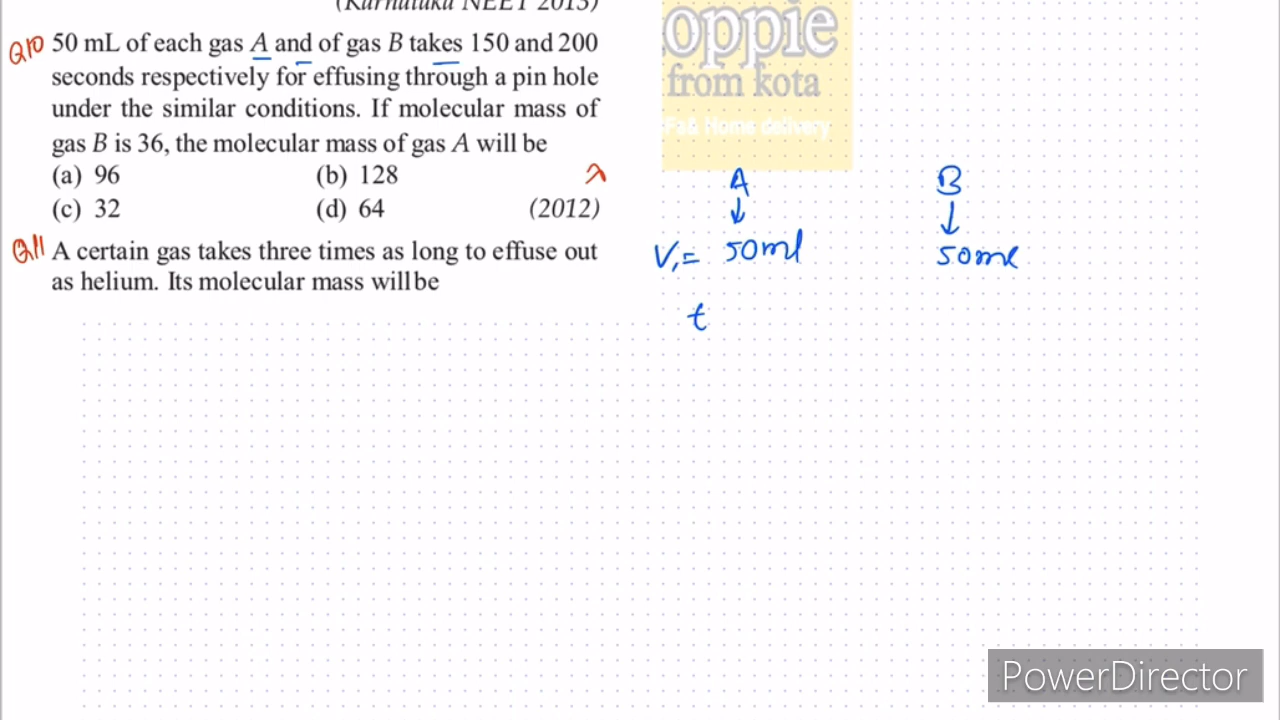 (Karnataka NEET 2013)
Q10 50 mL of each gas A and of gas B takes 150 and 200
seconds respectively for effusing through a pin hole
under the similar conditions. If molecular mass of
gas B is 36, the molecular mass of gas A will be
(a) 96 (b) 128
(c) 32 (d) 64 (2012)
Q11 A certain gas takes three times as long to effuse out
as helium. Its molecular mass will be
oppie
from kota
Home delivery
A B
↓ ↓
V₁= 50ml 50ml
t
PowerDirector